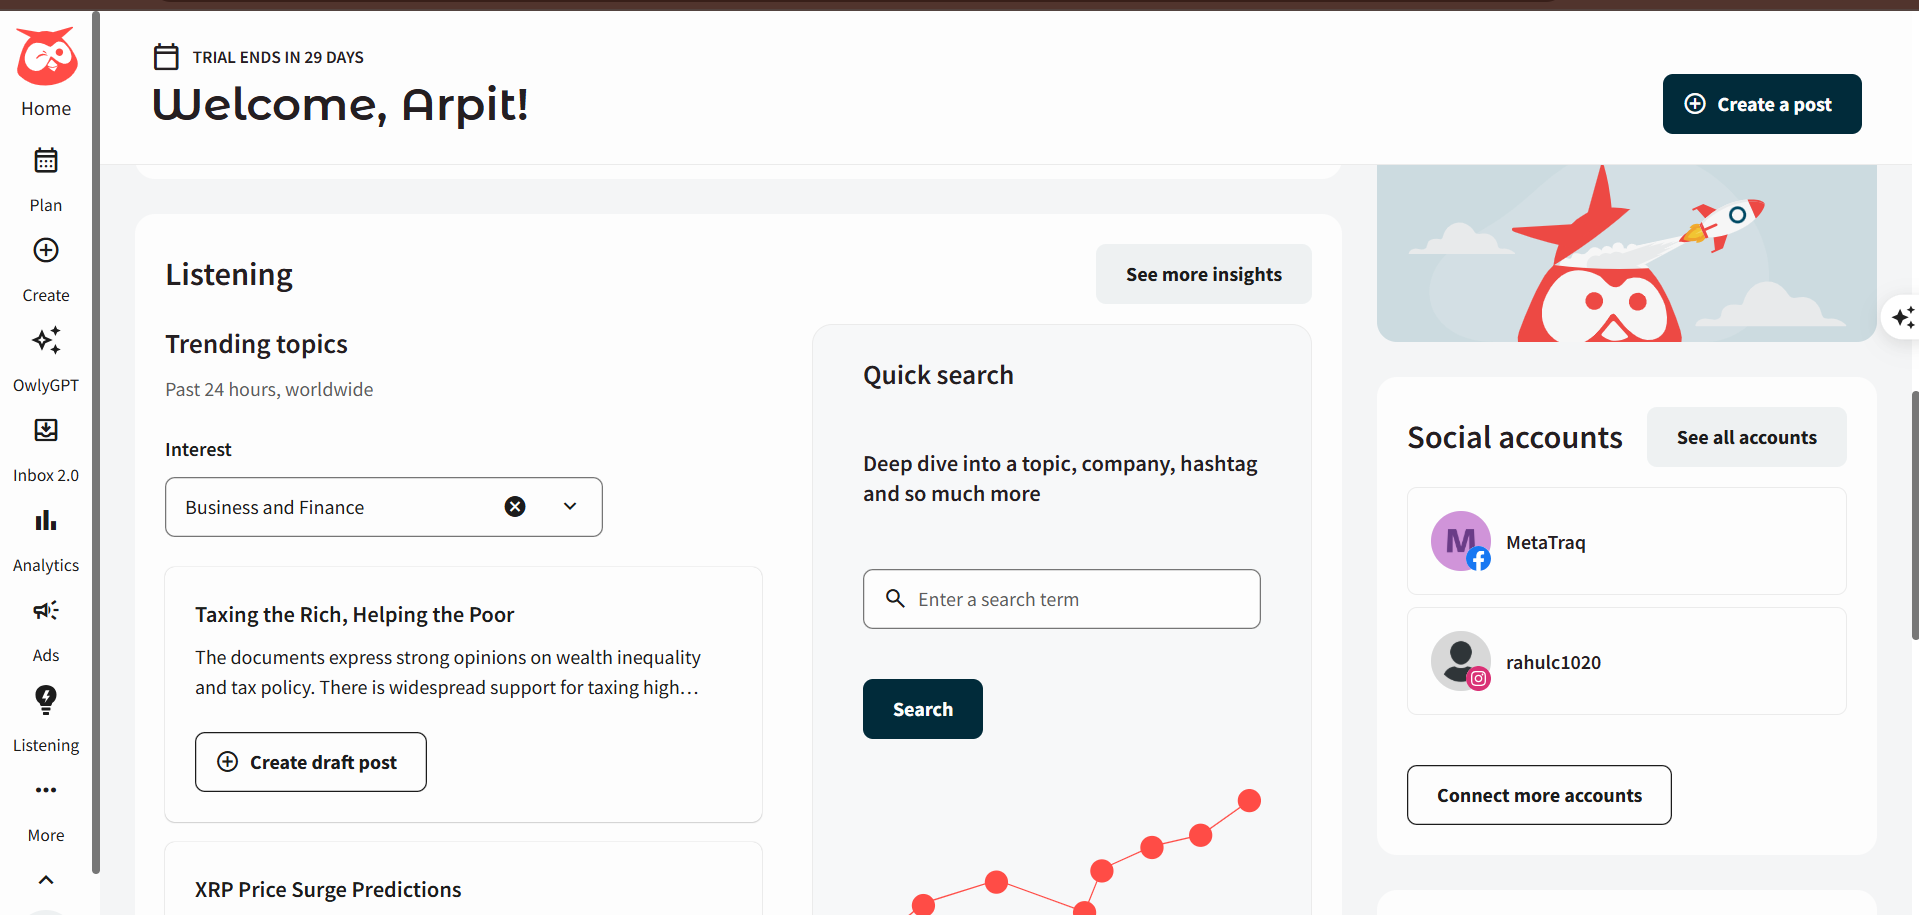 Home
Plan
Create
OwlyGPT
Inbox 2.0
Analytics
Ads
Listening
More
TRIAL ENDS IN 29 DAYS
Welcome, Arpit!
Create a post
Listening
See more insights
Trending topics
Past 24 hours, worldwide
Interest
Business and Finance
Taxing the Rich, Helping the Poor
The documents express strong opinions on wealth inequality
and tax policy. There is widespread support for taxing high…
Create draft post
XRP Price Surge Predictions
Quick search
Deep dive into a topic, company, hashtag
and so much more
Enter a search term
Search
Social accounts
See all accounts
M
MetaTraq
rahulc1020
Connect more accounts